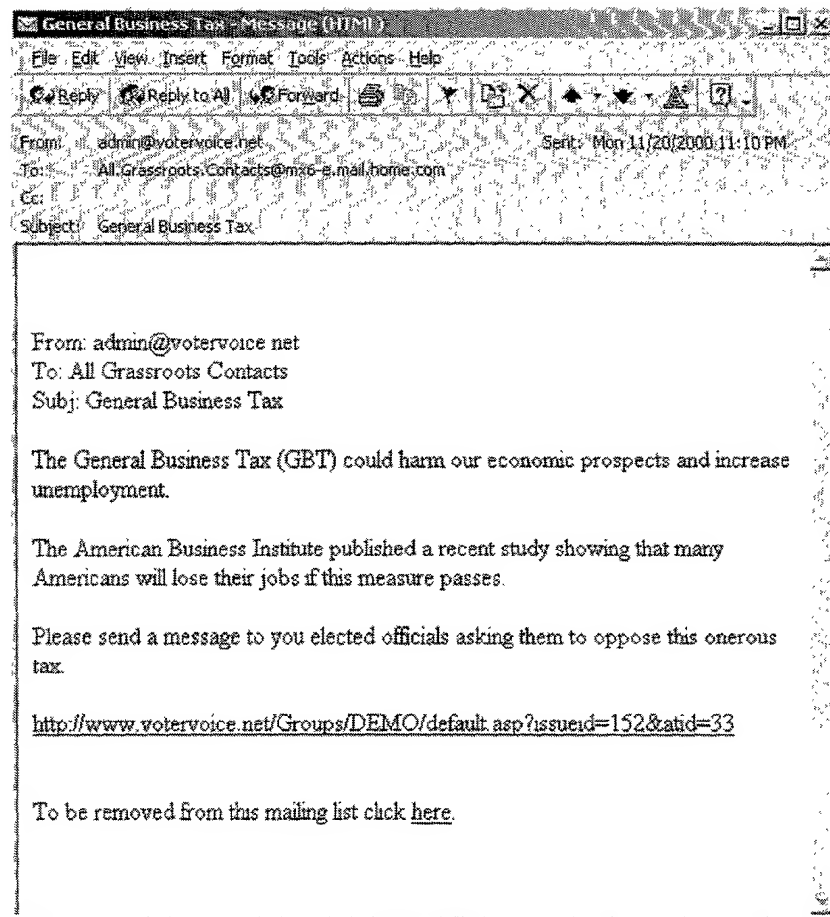 General Business Tax - Message (HTML)
File Edit View Insert Format Tools Actions Help
Reply Reply to All Forward
From: admin@votervoice.net Sent: Mon 11/20/2000 11:10 PM
To: All.Grassroots.Contacts@mx6-e.mail.home.com
Cc:
Subject: General Business Tax
From: admin@votervoice net
To: All Grassroots Contacts
Subj: General Business Tax
The General Business Tax (GBT) could harm our economic prospects and increase
unemployment.
The American Business Institute published a recent study showing that many
Americans will lose their jobs if this measure passes.
Please send a message to you elected officials asking them to oppose this onerous
tax.
http://www.votervoice.net/Groups/DEMO/default.asp?issueid=152&atid=33
To be removed from this mailing list click here.